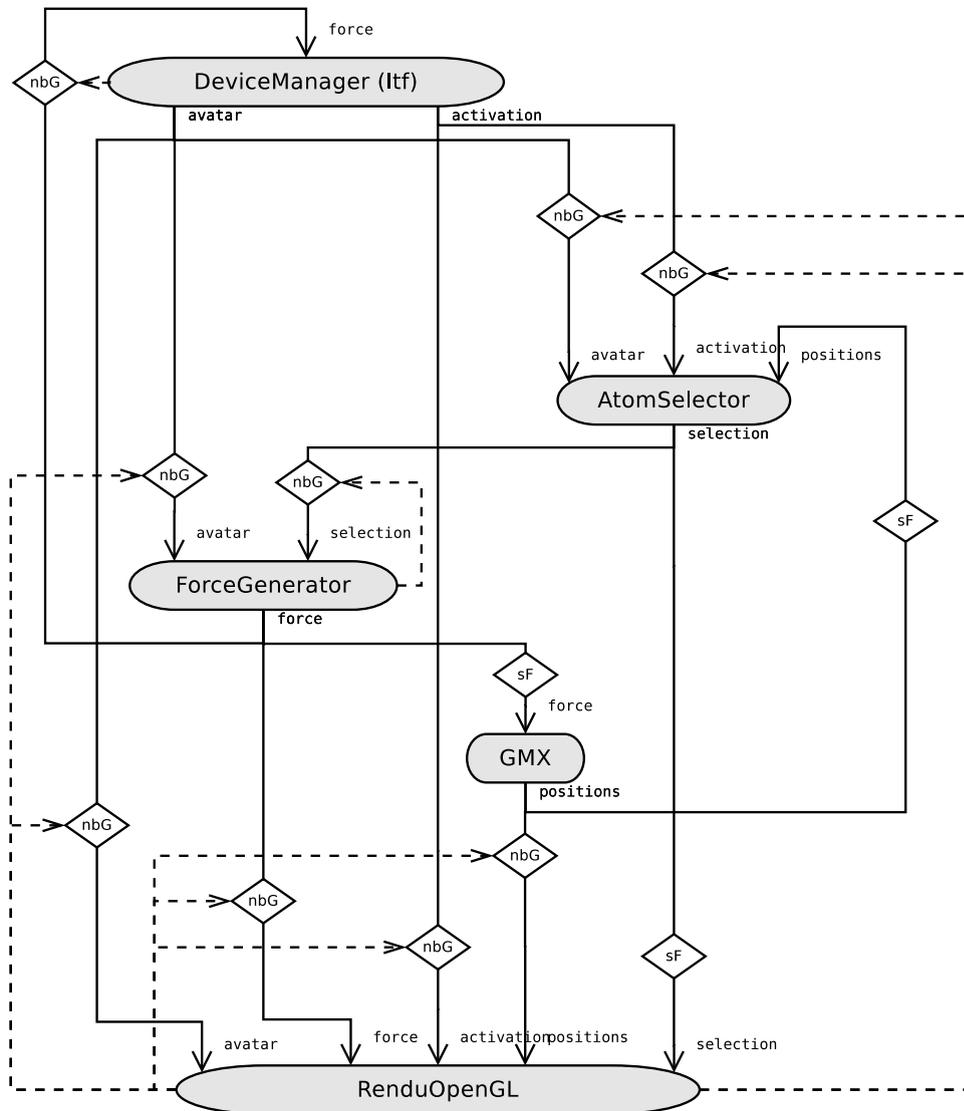 force
nbG
DeviceManager (Itf)
avatar
activation
nbG
nbG
avatar
activation
positions
AtomSelector
selection
nbG
nbG
sF
avatar
selection
ForceGenerator
force
sF
force
GMX
positions
nbG
nbG
nbG
nbG
sF
avatar
force
activation
positions
selection
RenduOpenGL